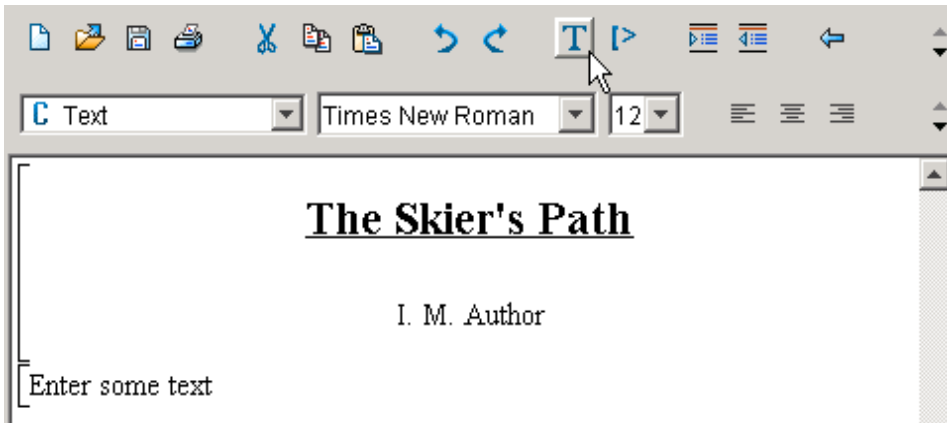 T [>
C Text Times New Roman 12
The Skier's Path
I. M. Author
Enter some text